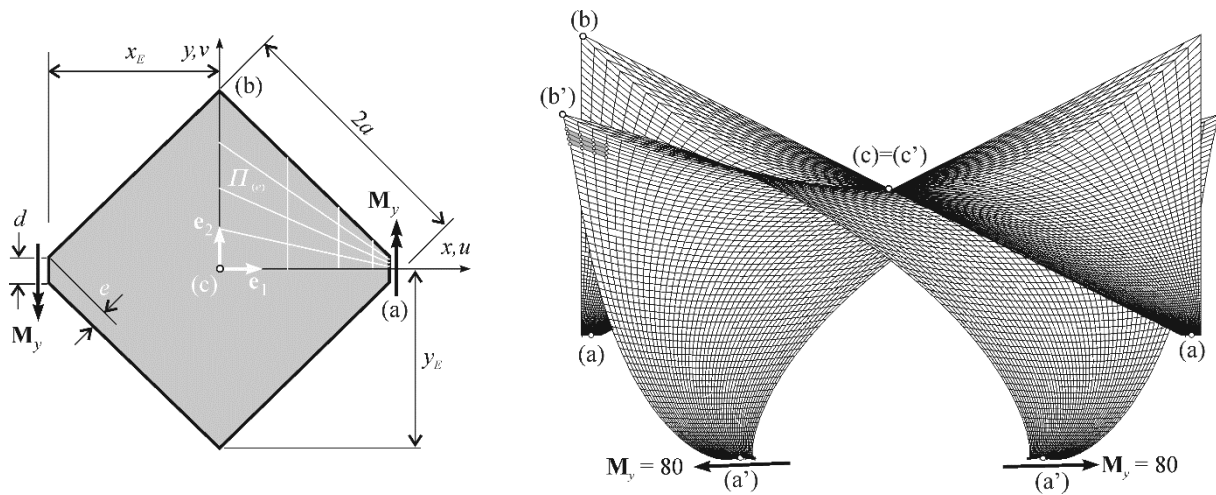 x_E
y,v
(b)
2a
Π_(e)
M_y
d
e_2
x,u
(c)
e_1
(a)
e
M_y
y_E
(b)
(b')
(c)=(c')
(a)
(a)
M_y = 80
(a')
(a')
M_y = 80